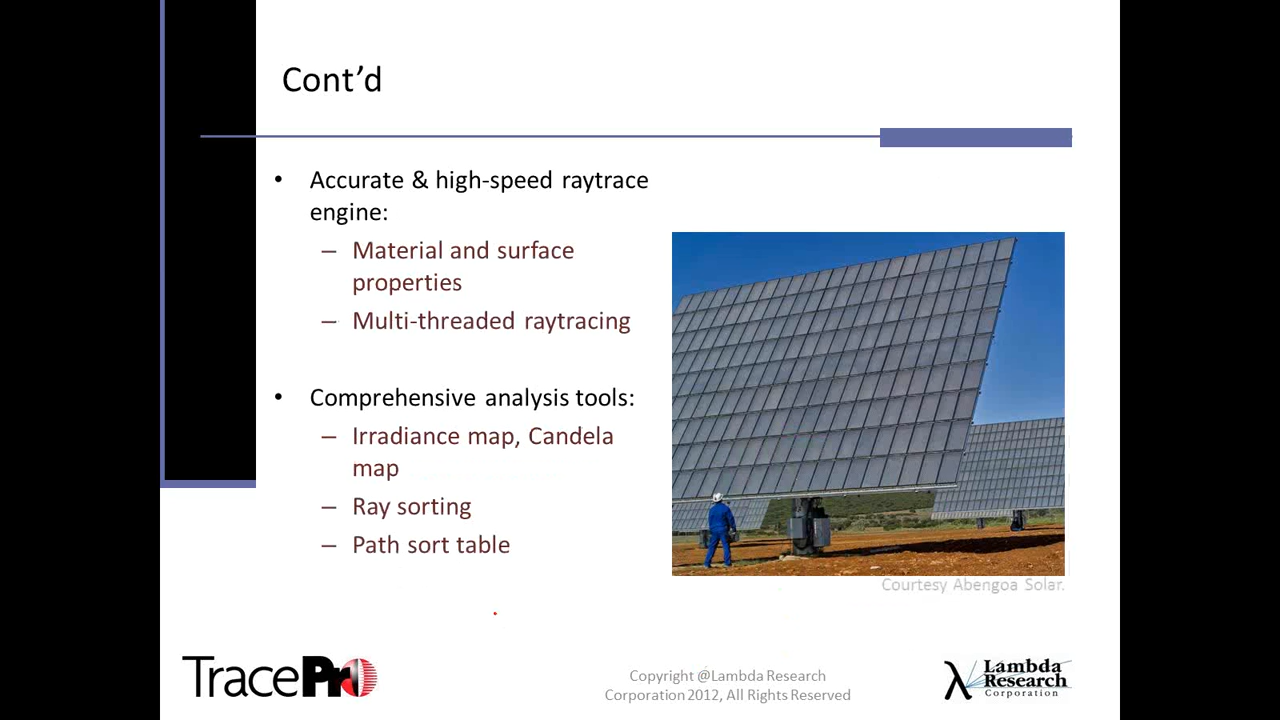 Cont’d
• Accurate & high-speed raytrace
engine:
– Material and surface
properties
– Multi-threaded raytracing
• Comprehensive analysis tools:
– Irradiance map, Candela
map
– Ray sorting
– Path sort table
Courtesy Abengoa Solar.
TracePro
Copyright @Lambda Research
Corporation 2012, All Rights Reserved
λ Lambda
Research
Corporation